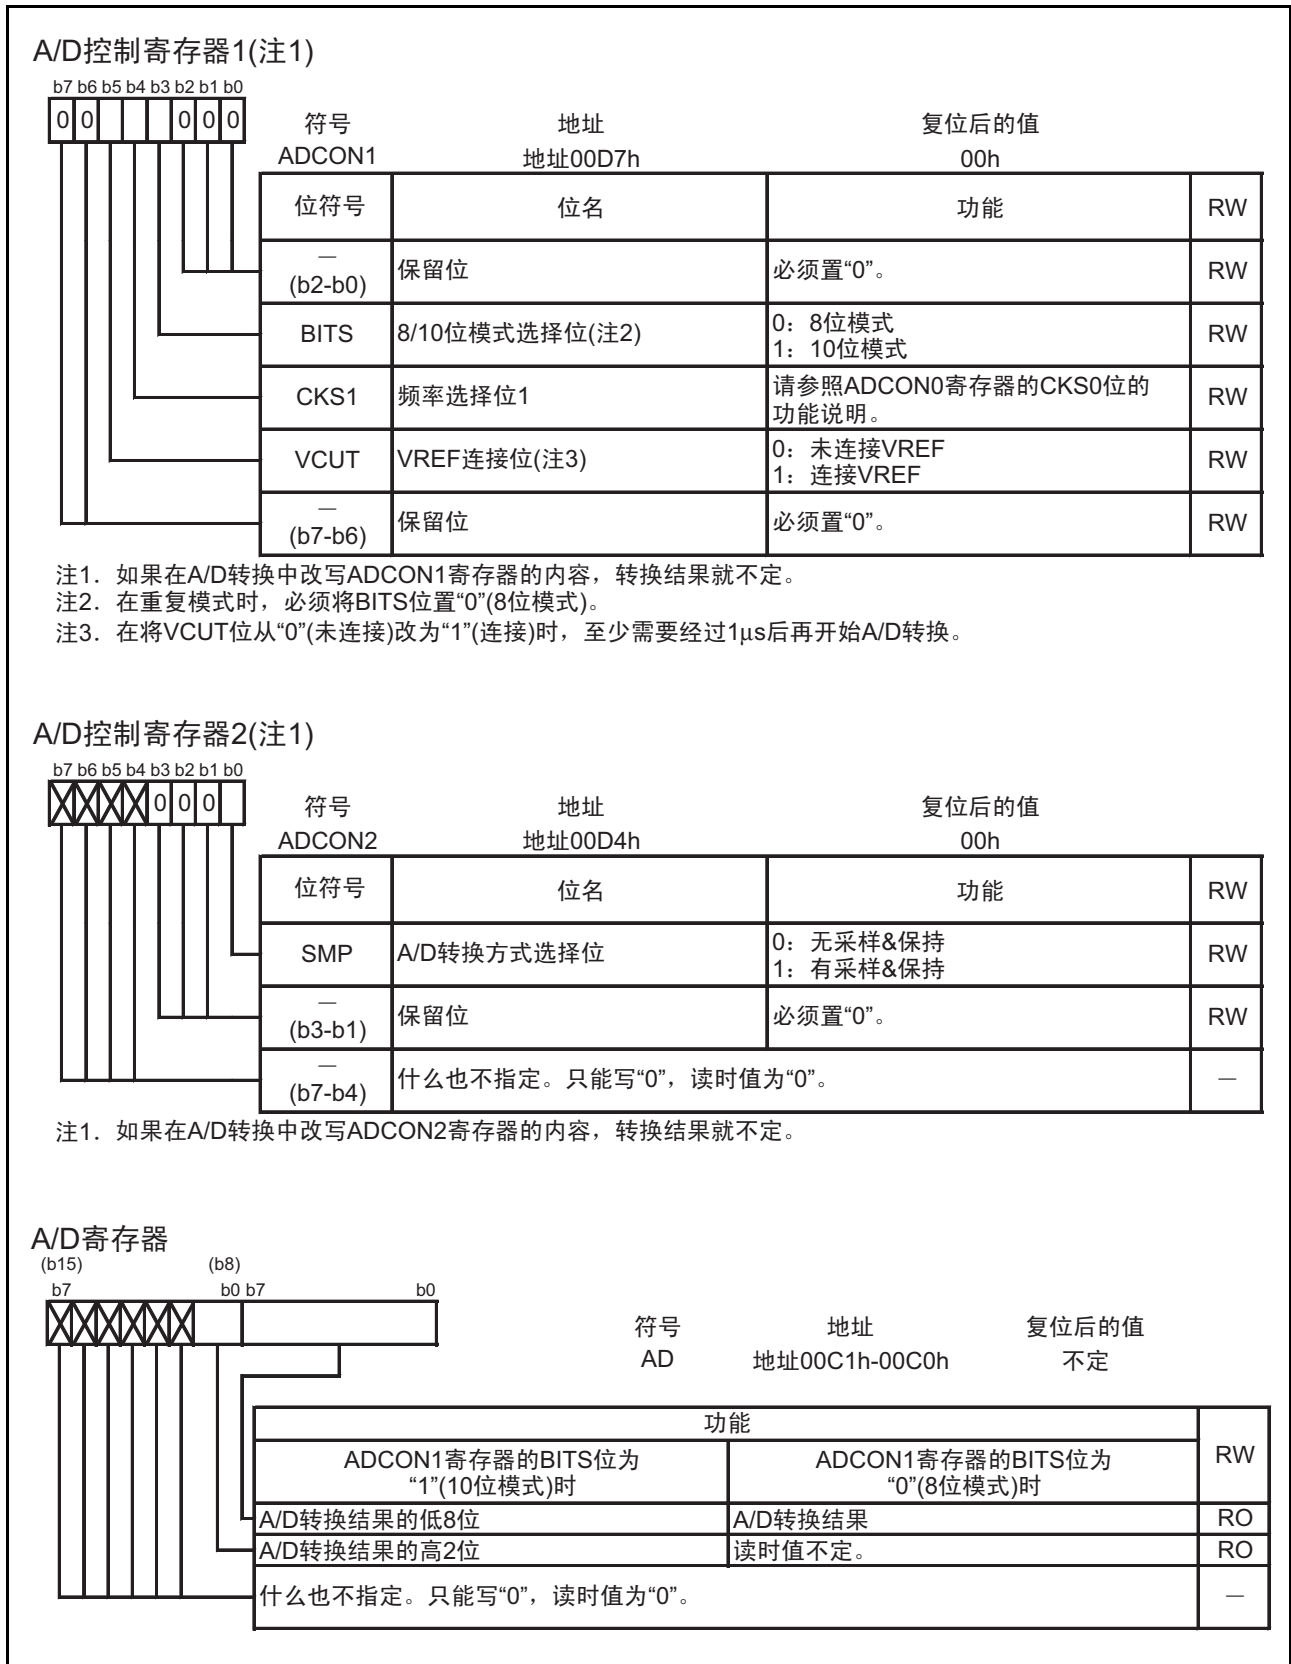 A/D控制寄存器1(注1)
b7 b6 b5 b4 b3 b2 b1 b0
0 0 0 0 0
符号 地址 复位后的值
ADCON1 地址00D7h 00h
位符号 位名 功能 RW
—
(b2-b0) 保留位 必须置“0”。 RW
BITS 8/10位模式选择位(注2) 0：8位模式
1：10位模式 RW
CKS1 频率选择位1 请参照ADCON0寄存器的CKS0位的
功能说明。 RW
VCUT VREF连接位(注3) 0：未连接VREF
1：连接VREF RW
—
(b7-b6) 保留位 必须置“0”。 RW
注1. 如果在A/D转换中改写ADCON1寄存器的内容，转换结果就不定。
注2. 在重复模式时，必须将BITS位置“0”(8位模式)。
注3. 在将VCUT位从“0”(未连接)改为“1”(连接)时，至少需要经过1μs后再开始A/D转换。
A/D控制寄存器2(注1)
b7 b6 b5 b4 b3 b2 b1 b0
0 0 0
符号 地址 复位后的值
ADCON2 地址00D4h 00h
位符号 位名 功能 RW
SMP A/D转换方式选择位 0：无采样&保持
1：有采样&保持 RW
—
(b3-b1) 保留位 必须置“0”。 RW
—
(b7-b4) 什么也不指定。只能写“0”，读时值为“0”。 —
注1. 如果在A/D转换中改写ADCON2寄存器的内容，转换结果就不定。
A/D寄存器
(b15) (b8)
b7 b0 b7 b0
符号 地址 复位后的值
AD 地址00C1h-00C0h 不定
功能 RW
ADCON1寄存器的BITS位为
“1”(10位模式)时 ADCON1寄存器的BITS位为
“0”(8位模式)时
A/D转换结果的低8位 A/D转换结果 RO
A/D转换结果的高2位 读时值不定。 RO
什么也不指定。只能写“0”，读时值为“0”。 —